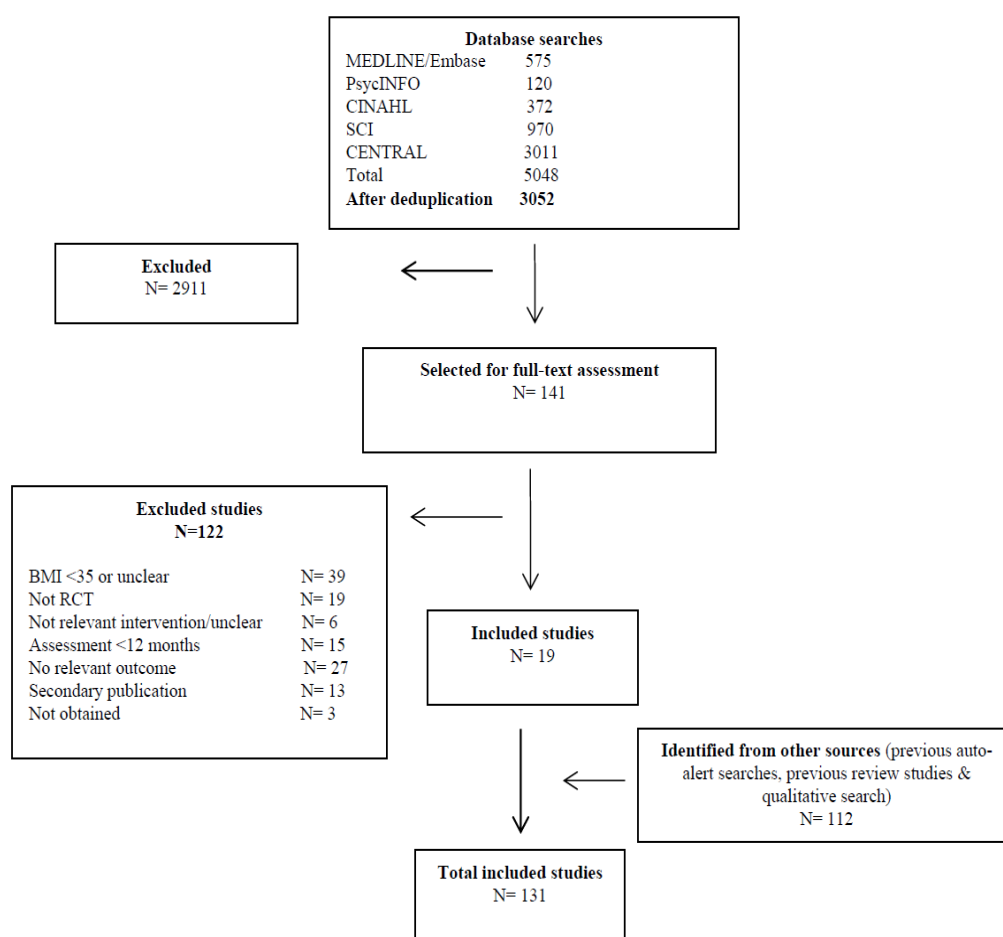 Database searches
MEDLINE/Embase 575
PsycINFO 120
CINAHL 372
SCI 970
CENTRAL 3011
Total 5048
After deduplication 3052
Excluded
N= 2911
Selected for full-text assessment
N= 141
Excluded studies
N=122
BMI <35 or unclear N= 39
Not RCT N= 19
Not relevant intervention/unclear N= 6
Assessment <12 months N= 15
No relevant outcome N= 27
Secondary publication N= 13
Not obtained N= 3
Included studies
N= 19
Identified from other sources (previous auto-
alert searches, previous review studies &
qualitative search)
N= 112
Total included studies
N= 131